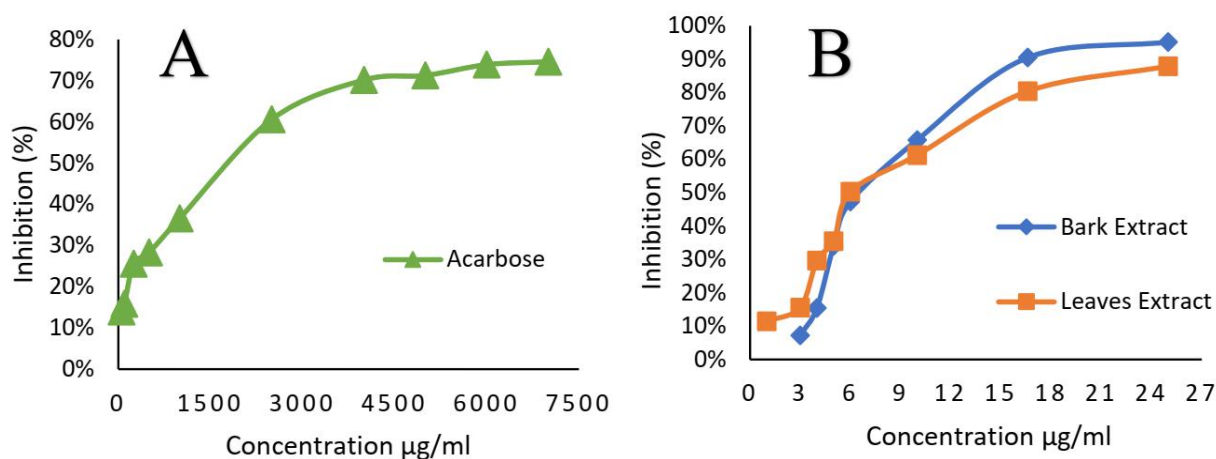 A
80%
70%
60%
50%
40%
30%
20%
10%
0%
Inhibition (%)
Acarbose
0 1500 3000 4500 6000 7500
Concentration µg/ml
B
100%
90%
80%
70%
60%
50%
40%
30%
20%
10%
0%
Inhibition (%)
Bark Extract
Leaves Extract
0 3 6 9 12 15 18 21 24 27
Concentration µg/ml